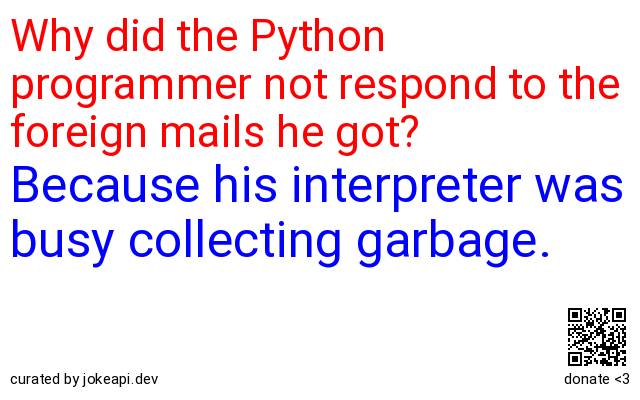 Why did the Python
programmer not respond to the
foreign mails he got?
Because his interpreter was
busy collecting garbage.
curated by jokeapi.dev
donate <3